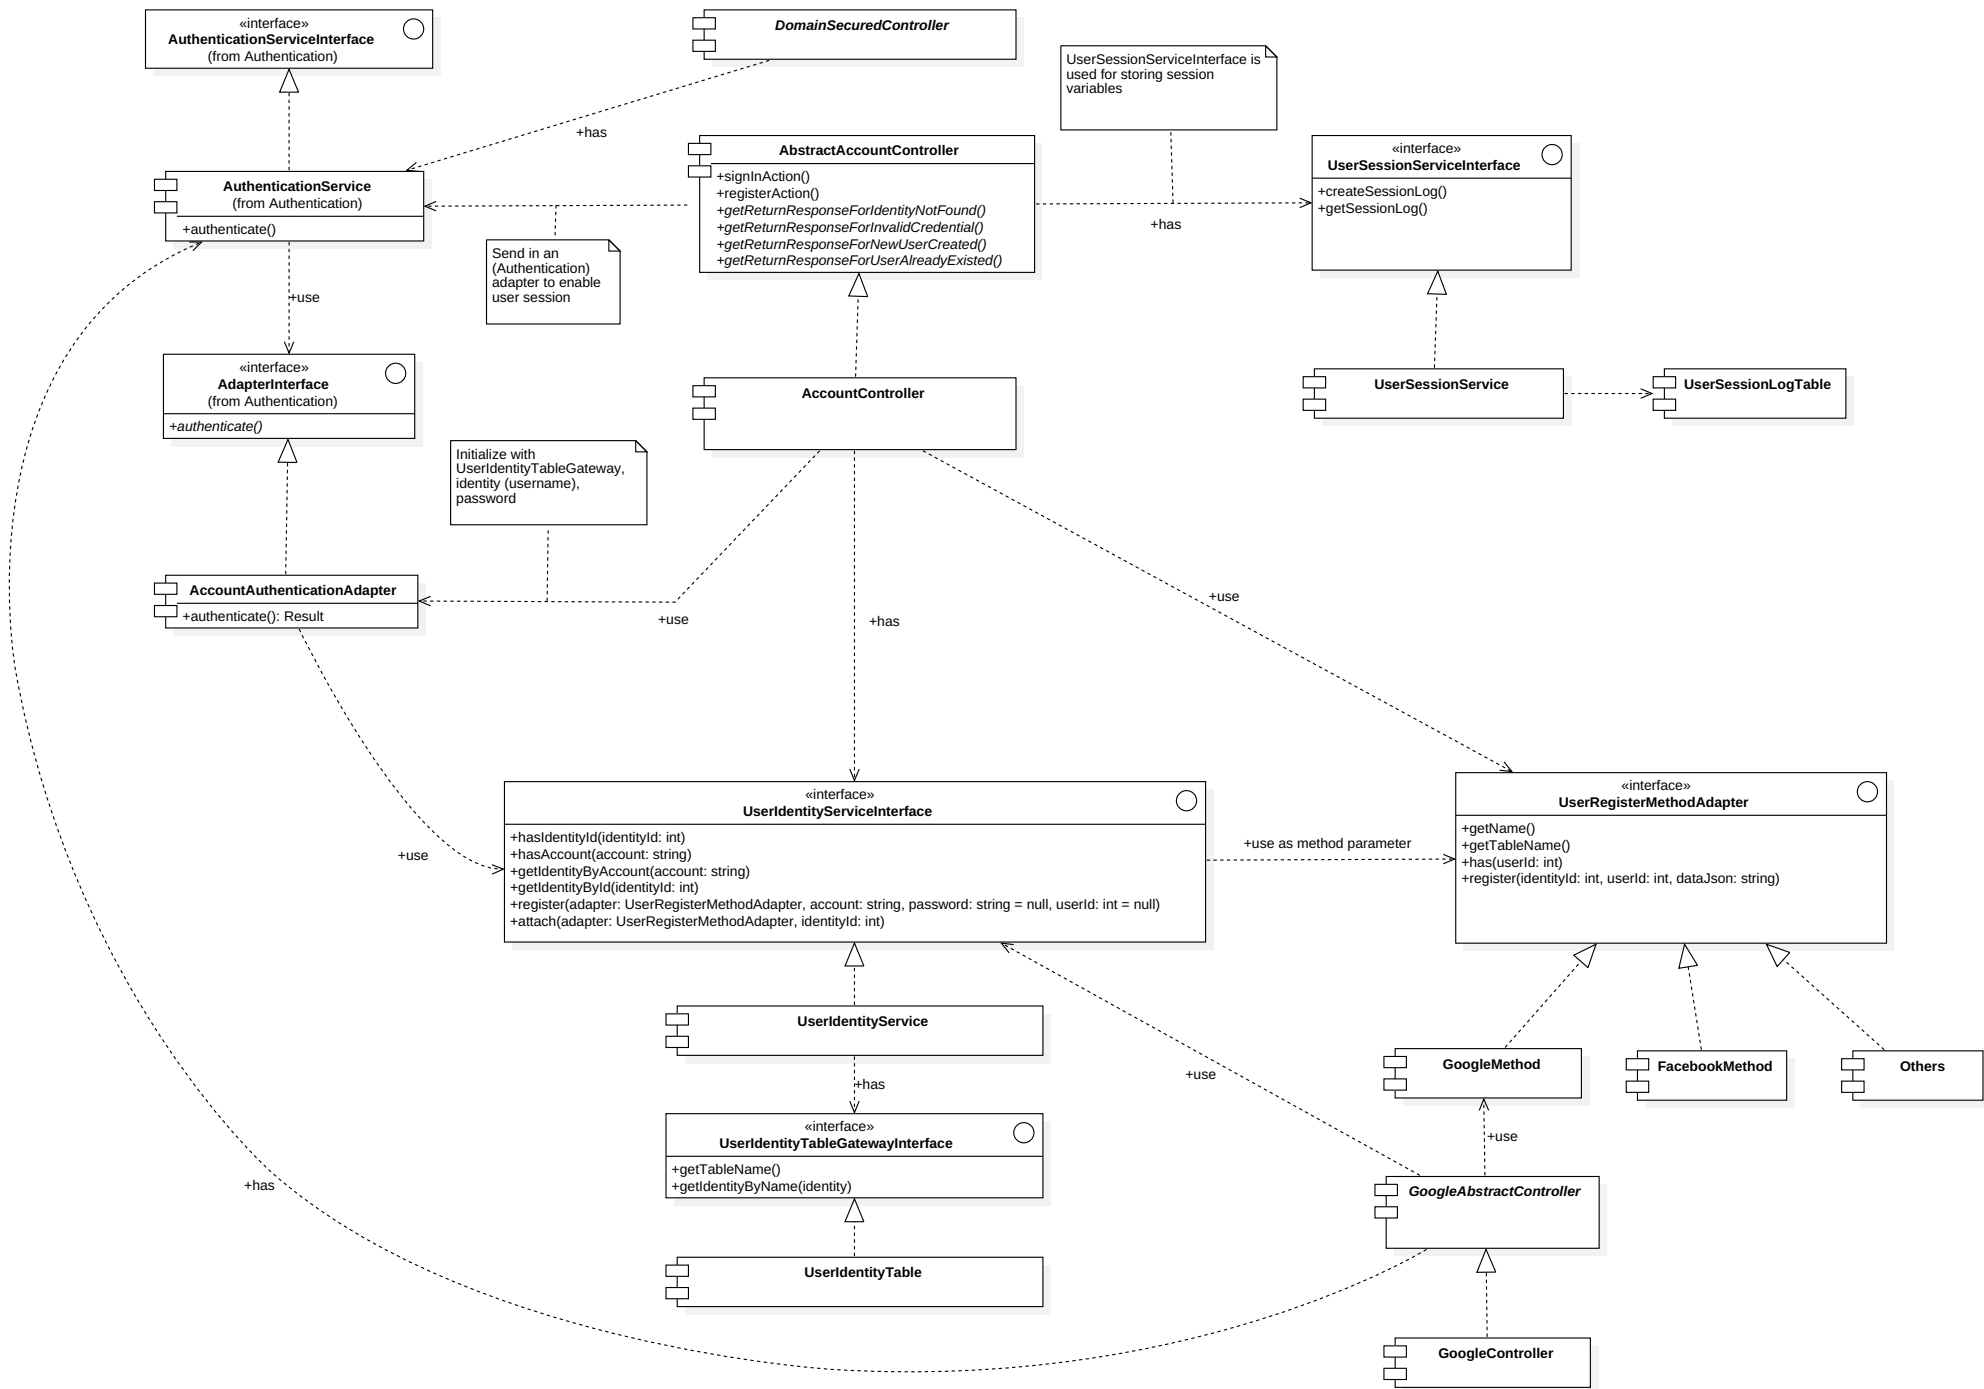 «interface»
AuthenticationServiceInterface
(from Authentication)
DomainSecuredController
UserSessionServiceInterface is
used for storing session
variables
+has
AbstractAccountController
+signInAction()
+registerAction()
+getReturnResponseForIdentityNotFound()
+getReturnResponseForInvalidCredential()
+getReturnResponseForNewUserCreated()
+getReturnResponseForUserAlreadyExisted()
«interface»
UserSessionServiceInterface
+createSessionLog()
+getSessionLog()
+has
AuthenticationService
(from Authentication)
+authenticate()
Send in an
(Authentication)
adapter to enable
user session
+use
«interface»
AdapterInterface
(from Authentication)
+authenticate()
AccountController
UserSessionService
UserSessionLogTable
Initialize with
UserIdentityTableGateway,
identity (username),
password
AccountAuthenticationAdapter
+authenticate(): Result
+use
+has
+use
+use
«interface»
UserIdentityServiceInterface
+hasIdentityId(identityId: int)
+hasAccount(account: string)
+getIdentityByAccount(account: string)
+getIdentityById(identityId: int)
+register(adapter: UserRegisterMethodAdapter, account: string, password: string = null, userId: int = null)
+attach(adapter: UserRegisterMethodAdapter, identityId: int)
+use as method parameter
«interface»
UserRegisterMethodAdapter
+getName()
+getTableName()
+has(userId: int)
+register(identityId: int, userId: int, dataJson: string)
UserIdentityService
+has
+use
GoogleMethod
FacebookMethod
Others
«interface»
UserIdentityTableGatewayInterface
+getTableName()
+getIdentityByName(identity)
+use
+has
GoogleAbstractController
UserIdentityTable
GoogleController